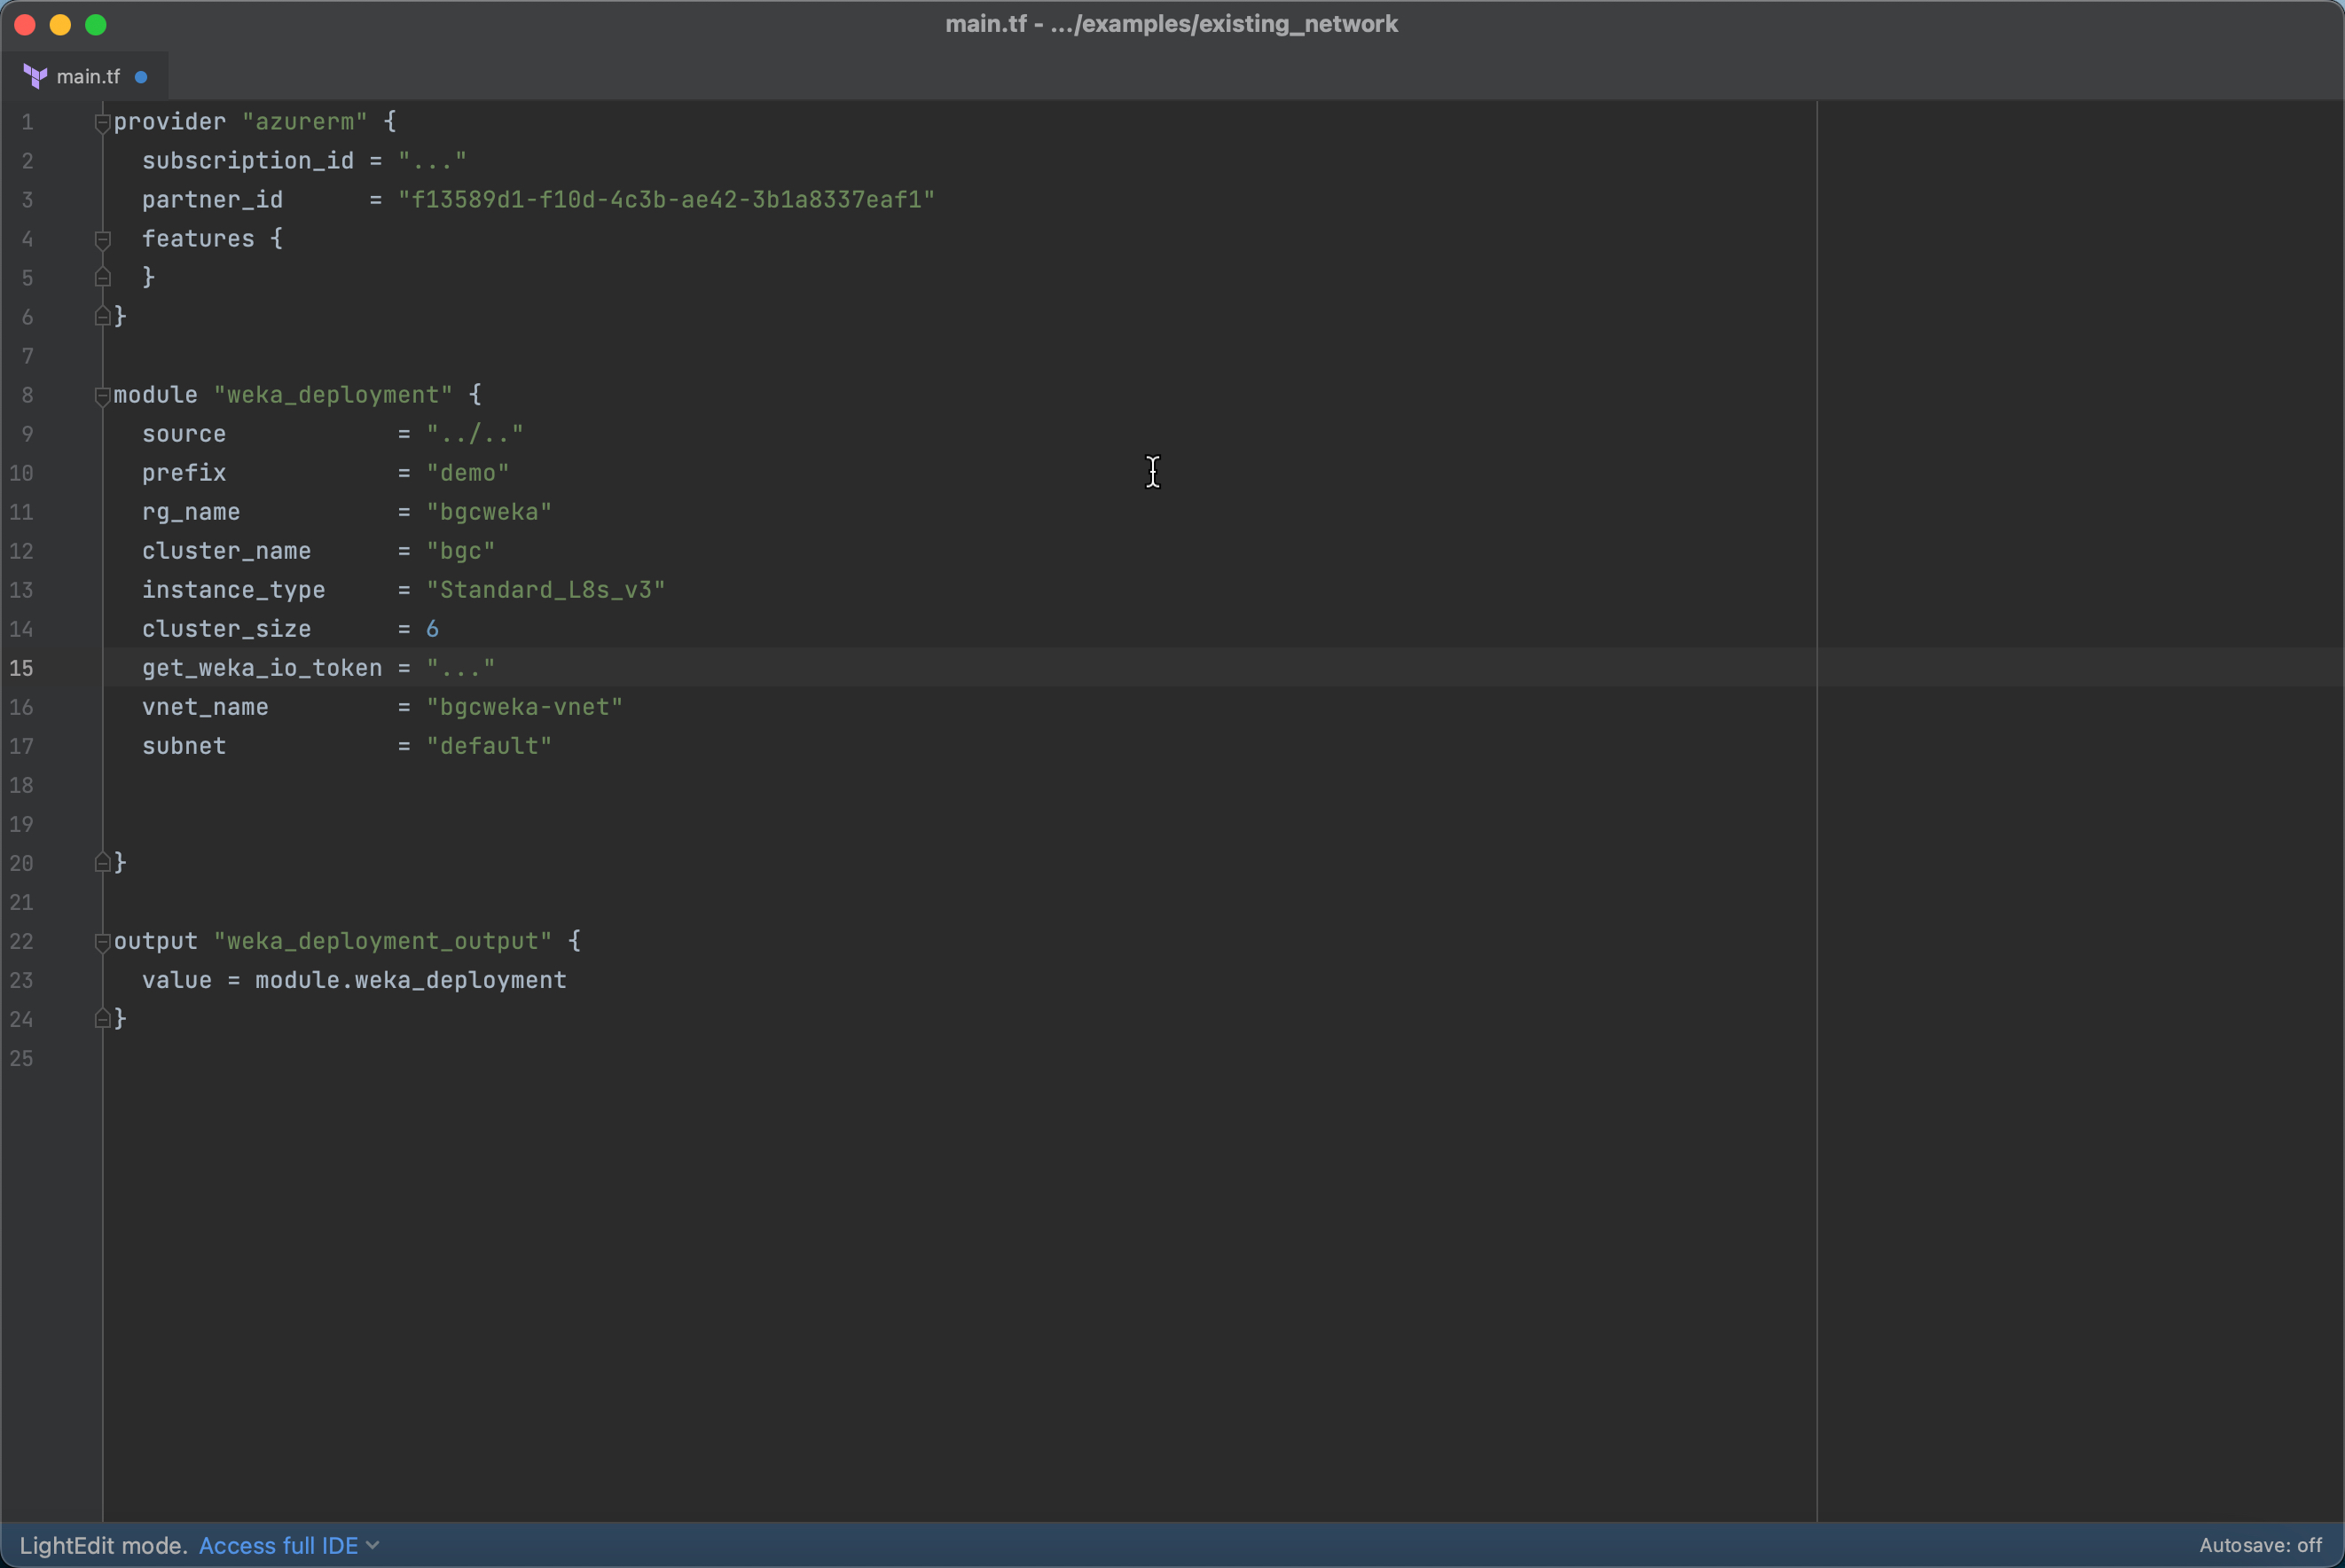 main.tf - .../examples/existing_network
main.tf
1 provider "azurerm" {
2   subscription_id = "..."
3   partner_id      = "f13589d1-f10d-4c3b-ae42-3b1a8337eaf1"
4   features {
5   }
6 }
7
8 module "weka_deployment" {
9   source            = "../.."
10   prefix            = "demo"
11   rg_name           = "bgcweka"
12   cluster_name      = "bgc"
13   instance_type     = "Standard_L8s_v3"
14   cluster_size      = 6
15   get_weka_io_token = "..."
16   vnet_name         = "bgcweka-vnet"
17   subnet            = "default"
18
19
20 }
21
22 output "weka_deployment_output" {
23   value = module.weka_deployment
24 }
25
LightEdit mode. Access full IDE
Autosave: off